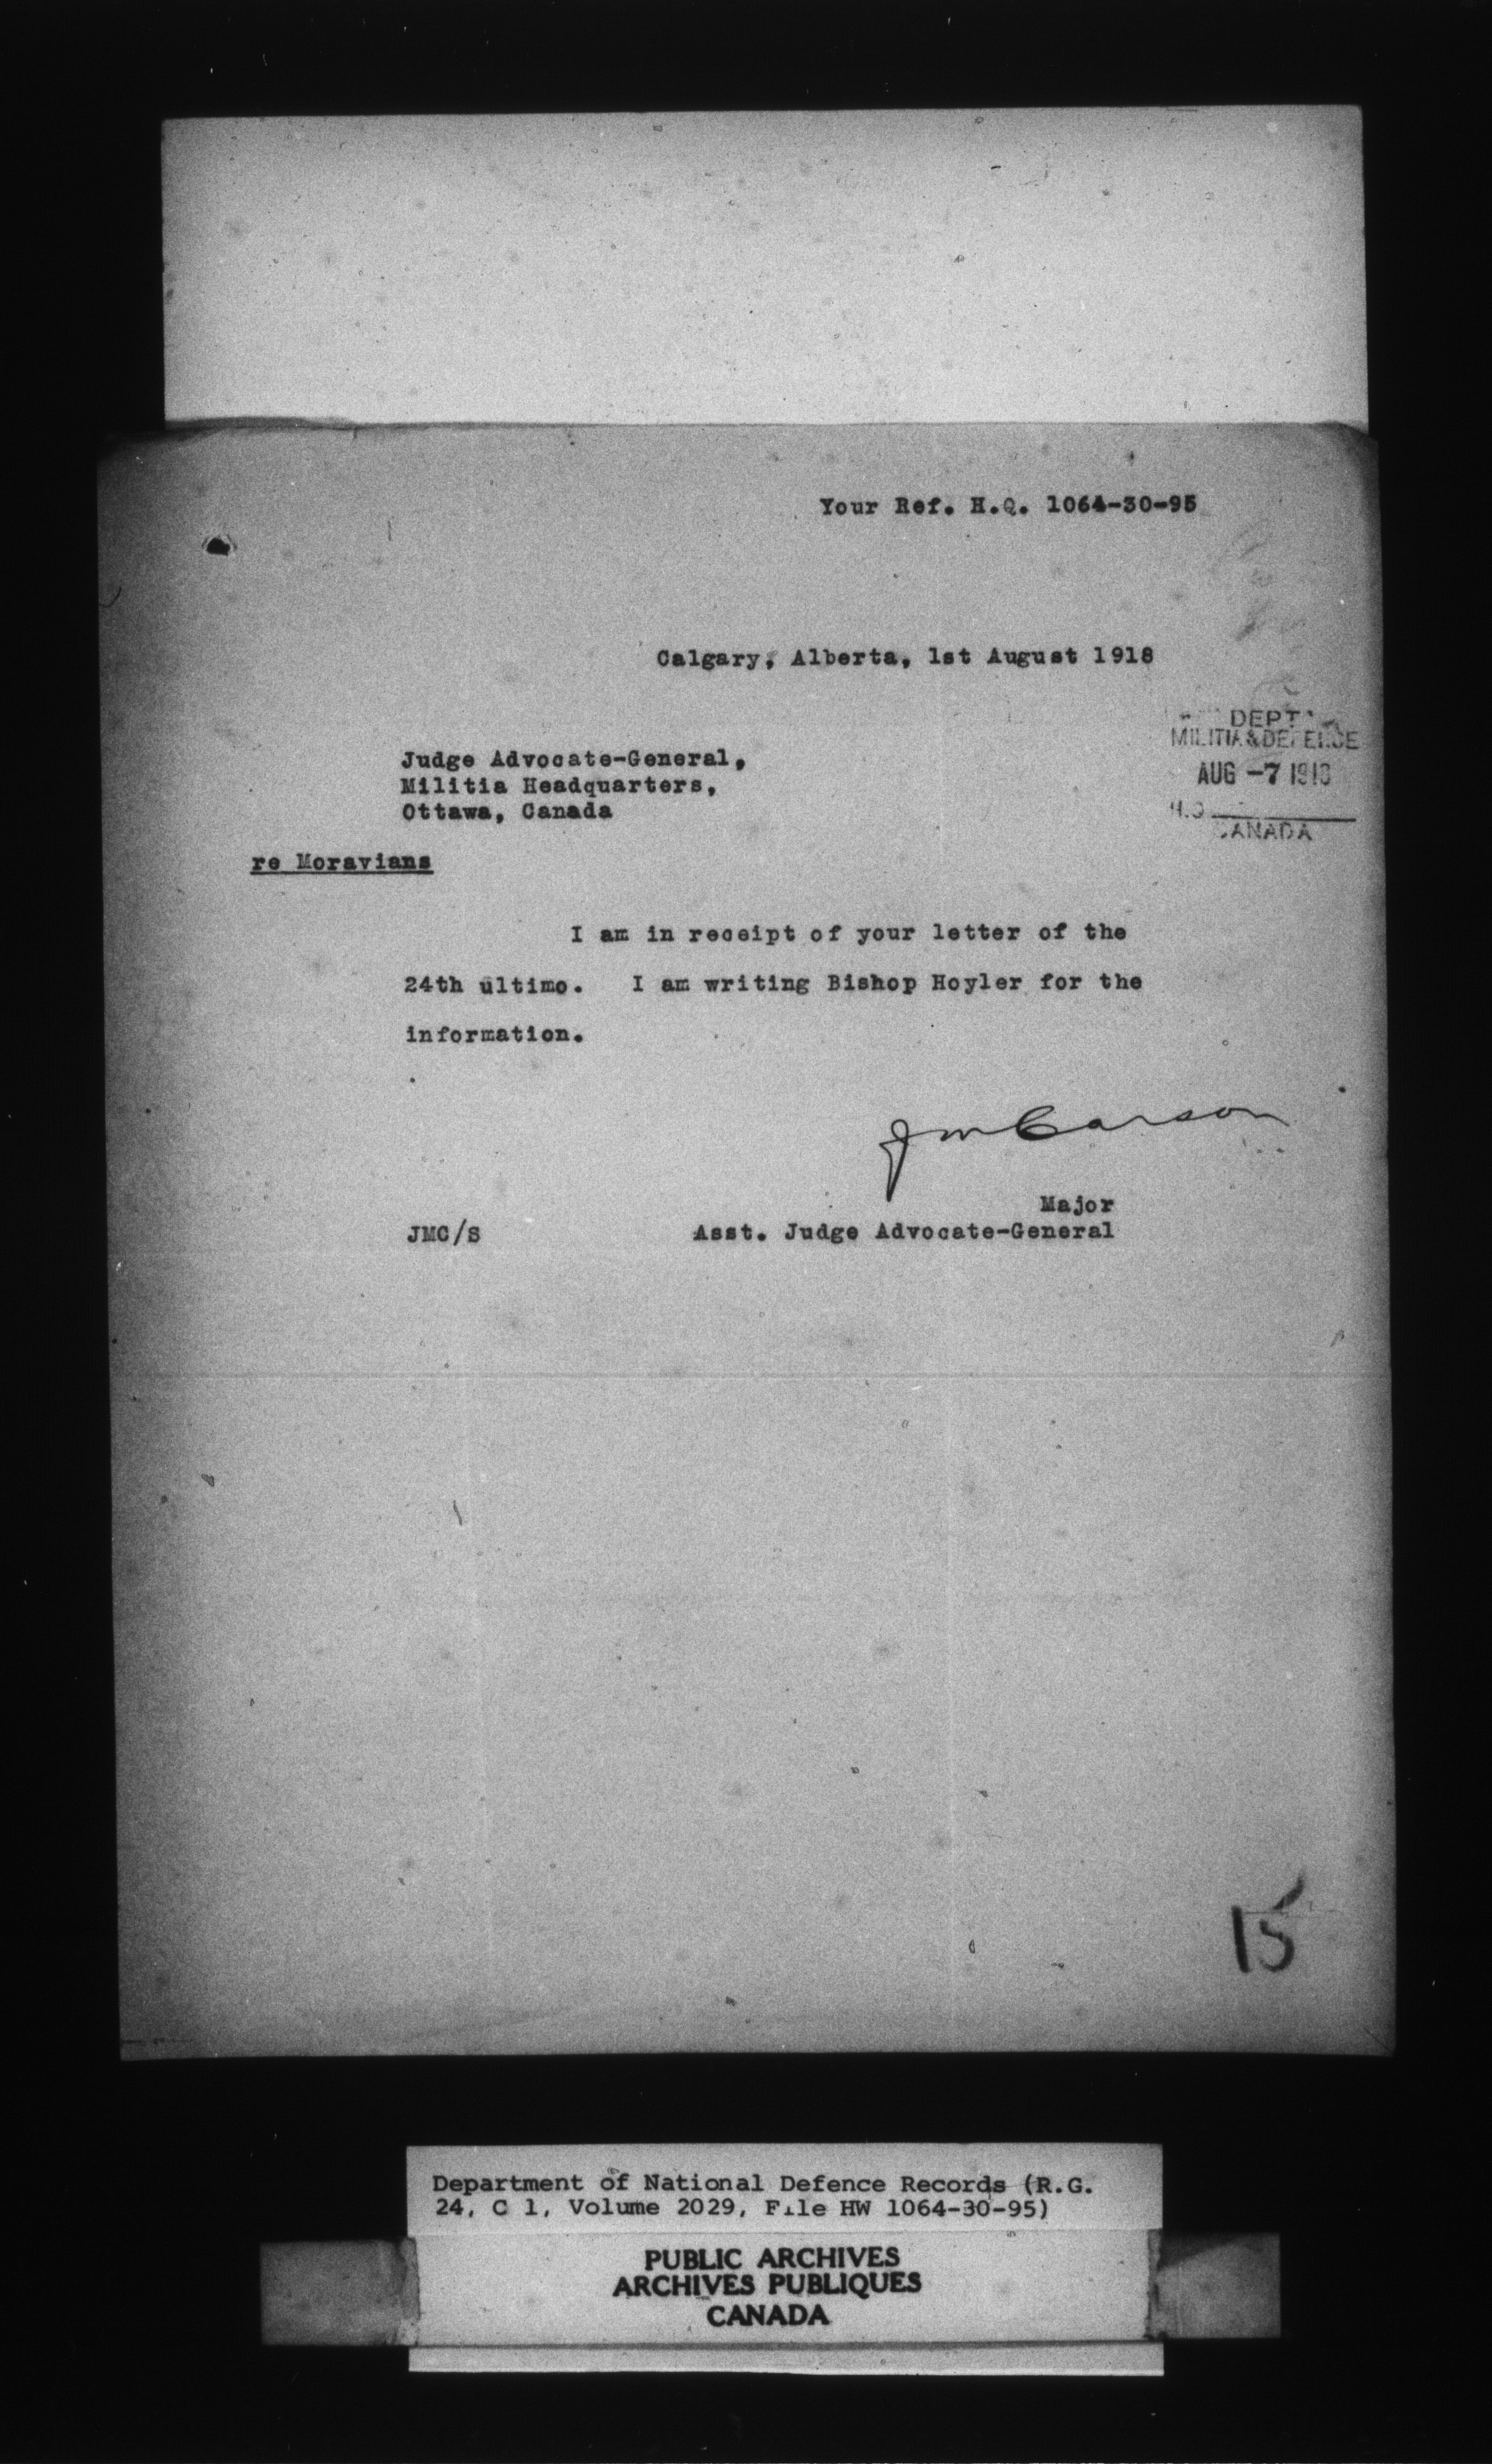 Your Ref. H.Q. 1064-30-95
Calgary, Alberta, 1st August 1918
DEPT
MILITIA & DEFENCE
AUG -7 1918
H.Q
CANADA
Judge Advocate-General,
Militia Headquarters,
Ottawa, Canada
re Moravians
I am in receipt of your letter of the
24th ultimo. I am writing Bishop Hoyler for the
information.
JmCarson
Major
JMC/S Asst. Judge Advocate-General
15
Department of National Defence Records (R.G.
24, C 1, Volume 2029, File HW 1064-30-95)
PUBLIC ARCHIVES
ARCHIVES PUBLIQUES
CANADA